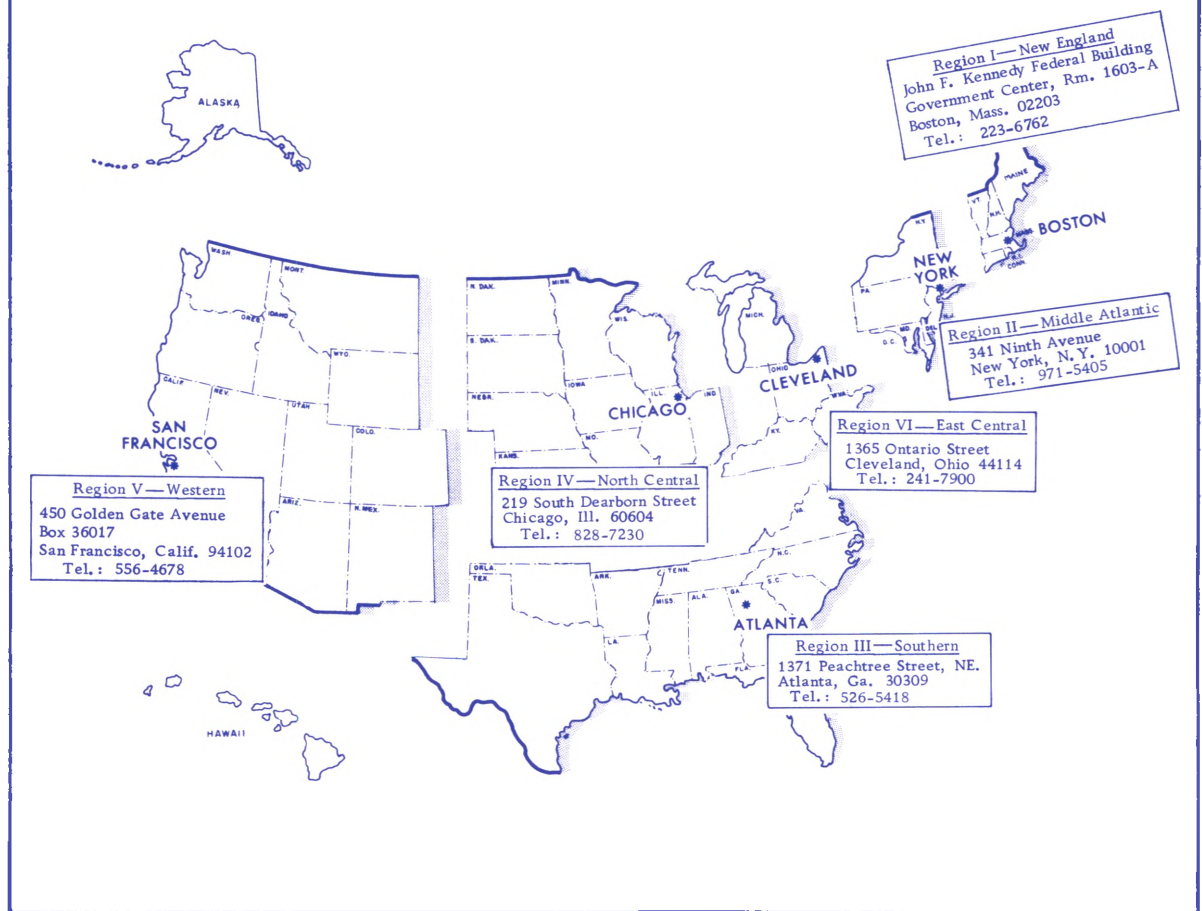 Region I—New England
John F. Kennedy Federal Building
Government Center, Rm. 1603-A
Boston, Mass. 02203
Tel.: 223-6762
ALASKA
MAINE
VT.
N.H.
MASS.
BOSTON
R.I.
CONN.
N.Y.
NEW
YORK
PA.
N.J.
MD.
DEL.
D.C.
Region II—Middle Atlantic
341 Ninth Avenue
New York, N.Y. 10001
Tel.: 971-5405
WASH.
MONT.
OREG.
IDAHO
WYO.
CALIF.
NEV.
UTAH
COLO.
ARIZ.
N. MEX.
SAN
FRANCISCO
Region V—Western
450 Golden Gate Avenue
Box 36017
San Francisco, Calif. 94102
Tel.: 556-4678
N. DAK.
MINN.
S. DAK.
WIS.
NEBR.
IOWA
ILL.
IND.
KANS.
MO.
CHICAGO
Region IV—North Central
219 South Dearborn Street
Chicago, Ill. 60604
Tel.: 828-7230
MICH.
OHIO
CLEVELAND
W.VA.
KY.
Region VI—East Central
1365 Ontario Street
Cleveland, Ohio 44114
Tel.: 241-7900
VA.
N.C.
S.C.
TENN.
ARK.
OKLA.
TEX.
LA.
MISS.
ALA.
GA.
FLA.
ATLANTA
Region III—Southern
1371 Peachtree Street, NE.
Atlanta, Ga. 30309
Tel.: 526-5418
HAWAII